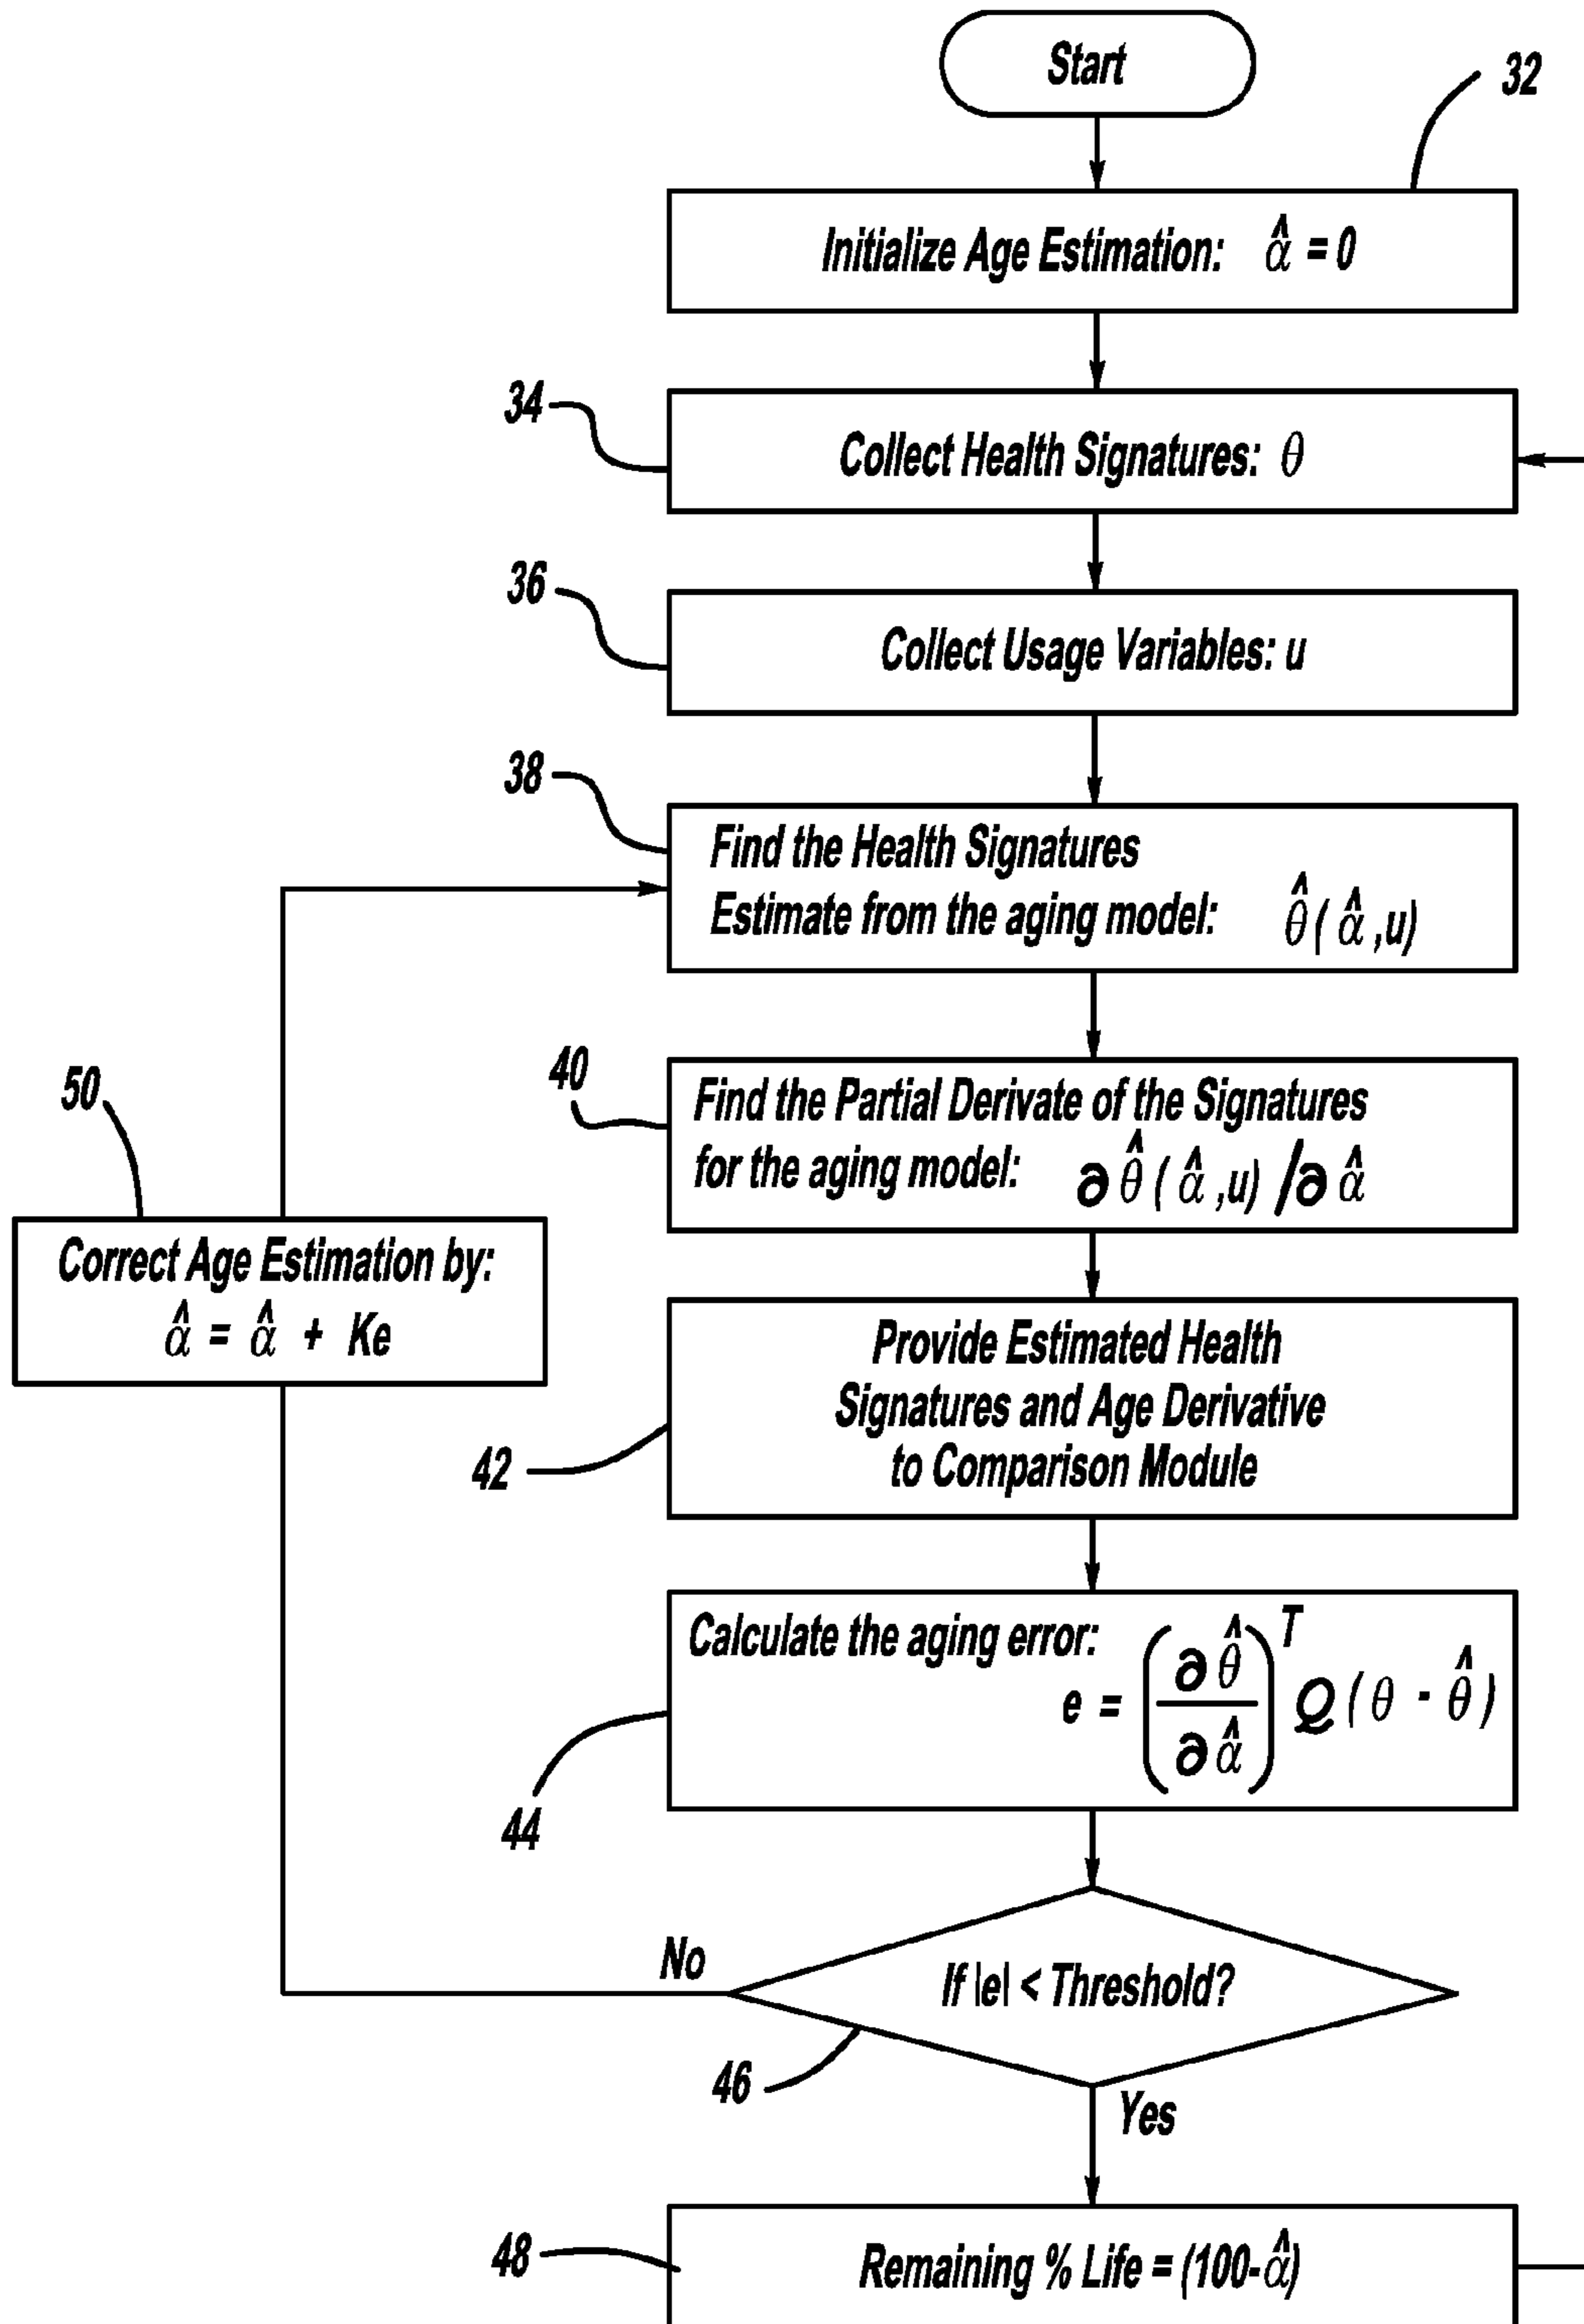 Start
32
Initialize Age Estimation: α̂ = 0
34
Collect Health Signatures: θ
36
Collect Usage Variables: u
38
Find the Health Signatures
Estimate from the aging model: θ̂ ( α̂ ,u)
40
Find the Partial Derivate of the Signatures
for the aging model: ∂ θ̂ ( α̂ ,u) / ∂ α̂
50
Correct Age Estimation by:
α̂ = α̂ + Ke
42
Provide Estimated Health
Signatures and Age Derivative
to Comparison Module
44
Calculate the aging error:
e = ( ∂ θ̂ / ∂ α̂ )ᵀ Q ( θ - θ̂ )
46
If |e| < Threshold?
No
Yes
48
Remaining % Life = (100-α̂)